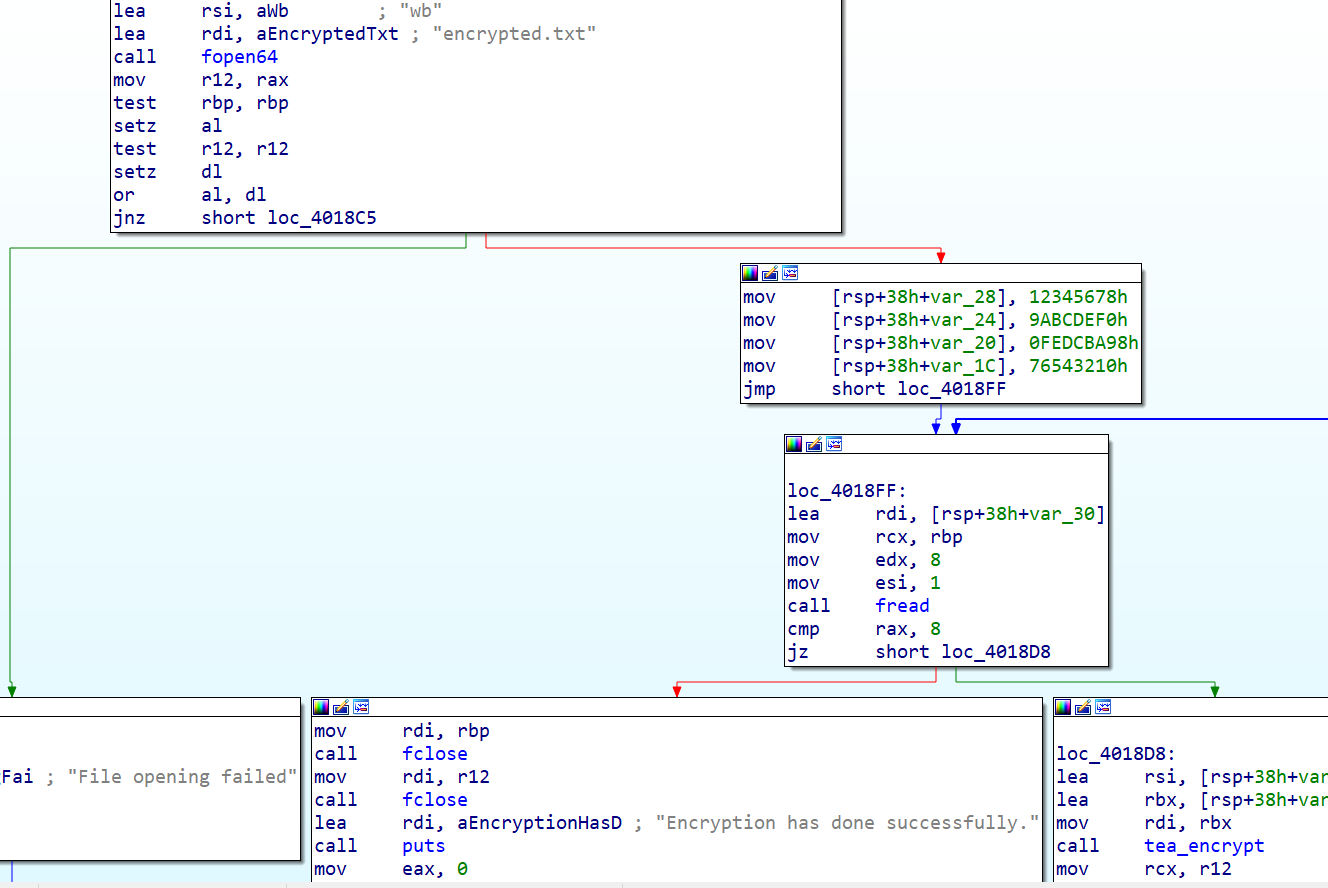 lea rsi, aWb ; "wb"
lea rdi, aEncryptedTxt ; "encrypted.txt"
call fopen64
mov r12, rax
test rbp, rbp
setz al
test r12, r12
setz dl
or al, dl
jnz short loc_4018C5
mov [rsp+38h+var_28], 12345678h
mov [rsp+38h+var_24], 9ABCDEF0h
mov [rsp+38h+var_20], 0FEDCBA98h
mov [rsp+38h+var_1C], 76543210h
jmp short loc_4018FF
loc_4018FF:
lea rdi, [rsp+38h+var_30]
mov rcx, rbp
mov edx, 8
mov esi, 1
call fread
cmp rax, 8
jz short loc_4018D8
gFai ; "File opening failed"
mov rdi, rbp
call fclose
mov rdi, r12
call fclose
lea rdi, aEncryptionHasD ; "Encryption has done successfully."
call puts
mov eax, 0
loc_4018D8:
lea rsi, [rsp+38h+var
lea rbx, [rsp+38h+var
mov rdi, rbx
call tea_encrypt
mov rcx, r12